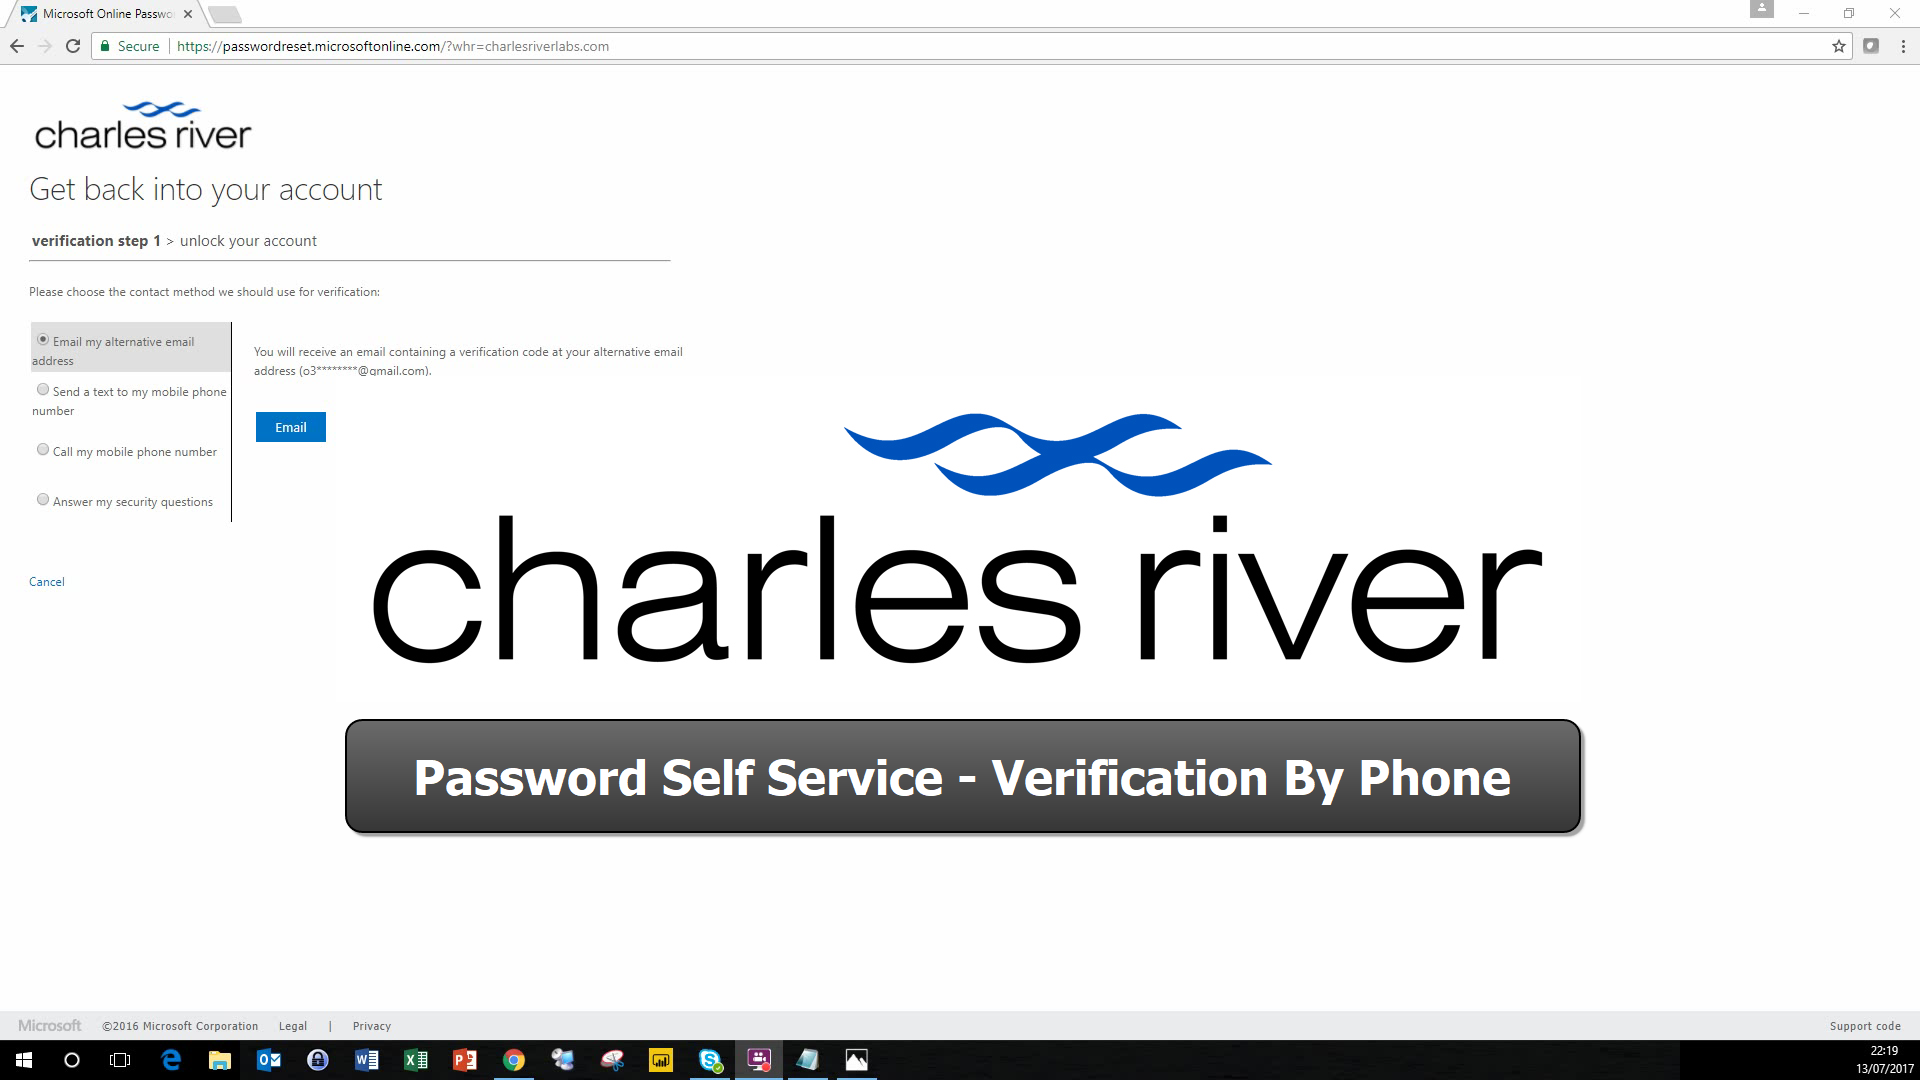 Microsoft Online Passwo
Secure
https://passwordreset.microsoftonline.com/?whr=charlesriverlabs.com
charles river
Get back into your account
verification step 1 > unlock your account
Please choose the contact method we should use for verification:
Email my alternative email
address
Send a text to my mobile phone
number
Call my mobile phone number
Answer my security questions
You will receive an email containing a verification code at your alternative email
address (o3********@gmail.com).
Email
Cancel
charles river
Password Self Service - Verification By Phone
Microsoft ©2016 Microsoft Corporation Legal | Privacy
Support code
22:19
13/07/2017